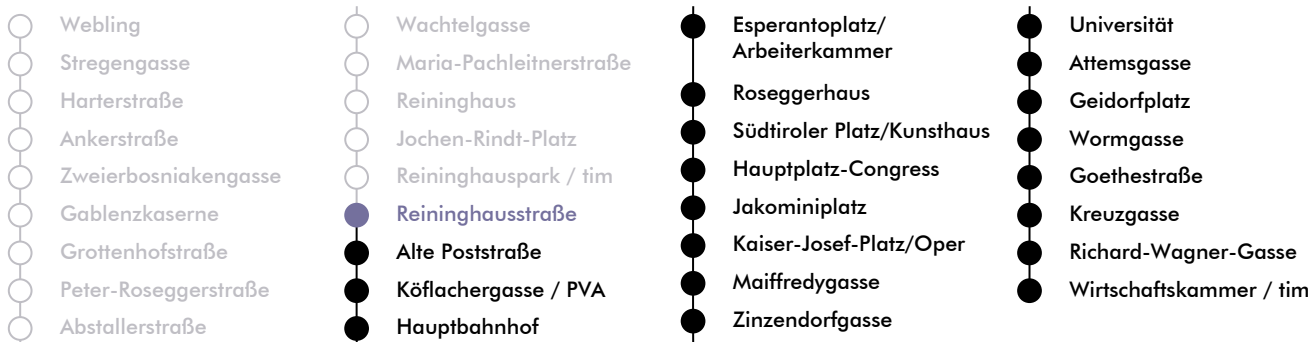 Webling
Stregengasse
Harterstraße
Ankerstraße
Zweierbosniakengasse
Gablenzkaserne
Grottenhofstraße
Peter-Roseggerstraße
Abstallerstraße
Wachtelgasse
Maria-Pachleitnerstraße
Reininghaus
Jochen-Rindt-Platz
Reininghauspark / tim
Reininghausstraße
Alte Poststraße
Köflachergasse / PVA
Hauptbahnhof
Esperantoplatz/
Arbeiterkammer
Roseggerhaus
Südtiroler Platz/Kunsthaus
Hauptplatz-Congress
Jakominiplatz
Kaiser-Josef-Platz/Oper
Maiffredygasse
Zinzendorfgasse
Universität
Attemsgasse
Geidorfplatz
Wormgasse
Goethestraße
Kreuzgasse
Richard-Wagner-Gasse
Wirtschaftskammer / tim